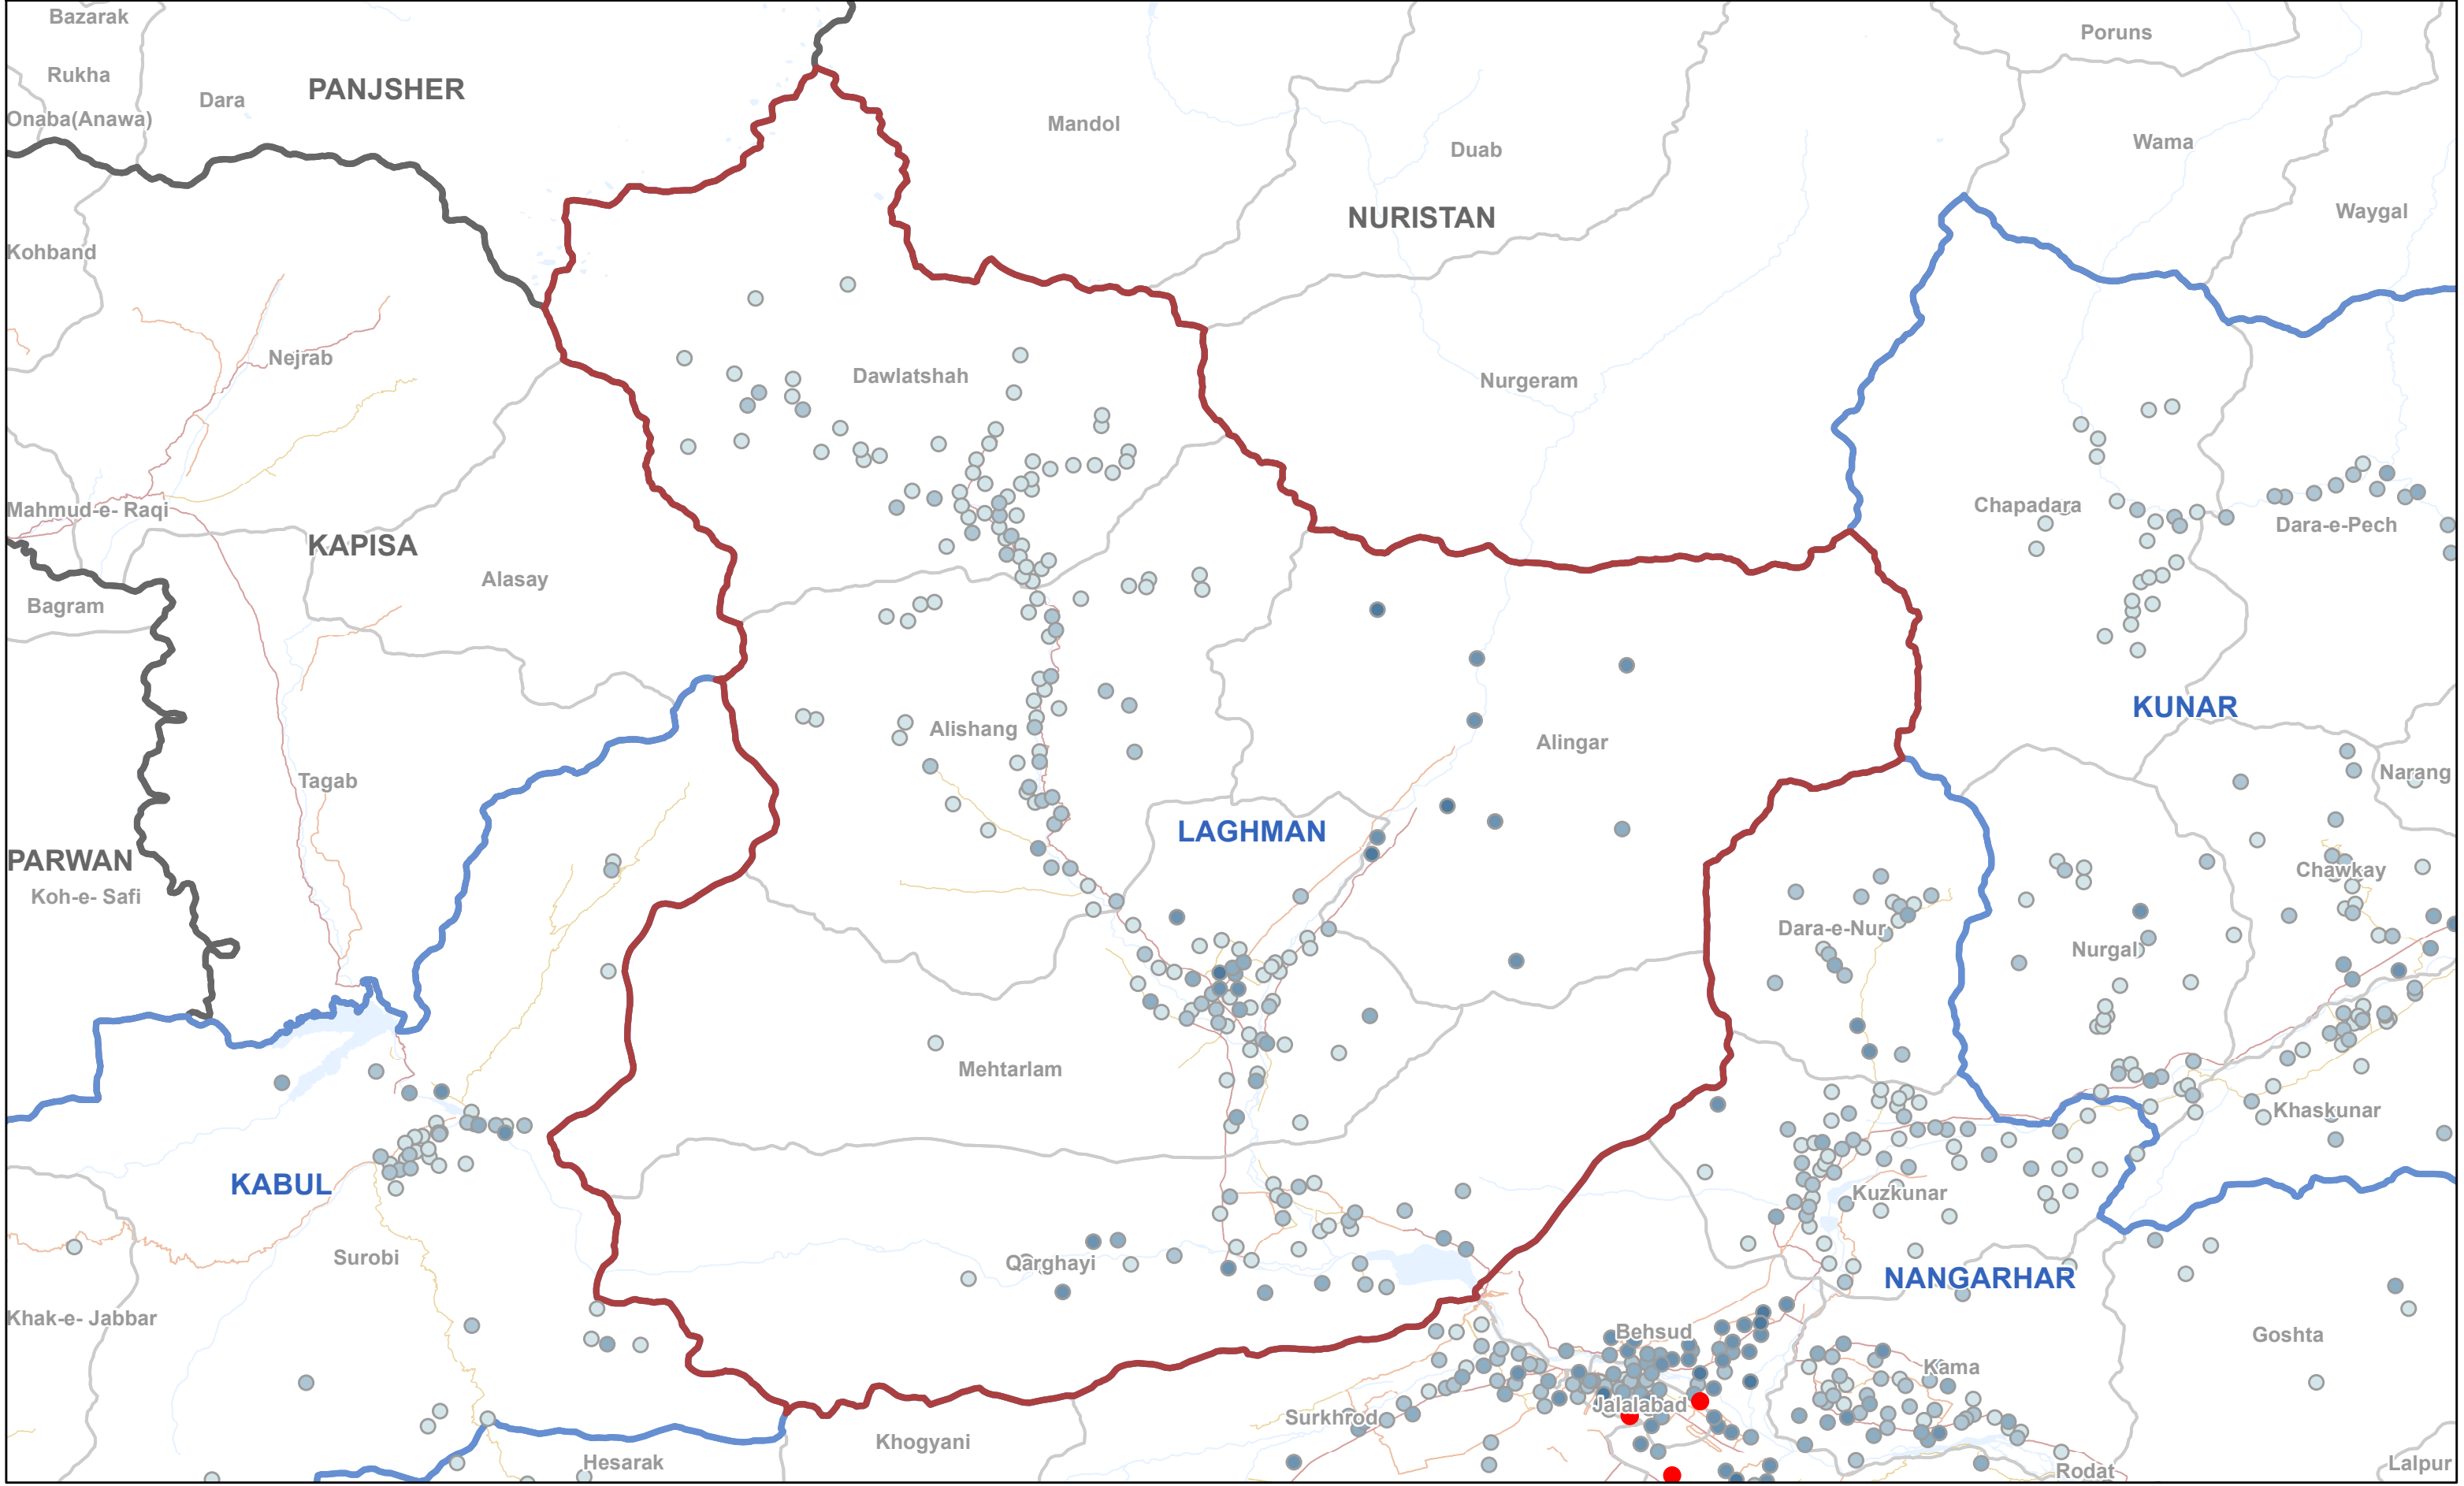 Bazarak
Poruns
Rukha
PANJSHER
Dara
Onaba(Anawa)
Mandol
Duab
Wama
NURISTAN
Waygal
Kohband
Nejrab
Dawlatshah
Nurgeram
Mahmud-e- Raqi
Chapadara
Dara-e-Pech
KAPISA
Alasay
Bagram
KUNAR
Alishang
Alingar
Narang
Tagab
LAGHMAN
PARWAN
Koh-e- Safi
Chawkay
Dara-e-Nur
Nurgal
Mehtarlam
Khaskunar
KABUL
Kuzkunar
Surobi
Qarghayi
NANGARHAR
Khak-e- Jabbar
Behsud
Goshta
Kama
Jalalabad
Surkhrod
Khogyani
Hesarak
Rodat
Lalpur